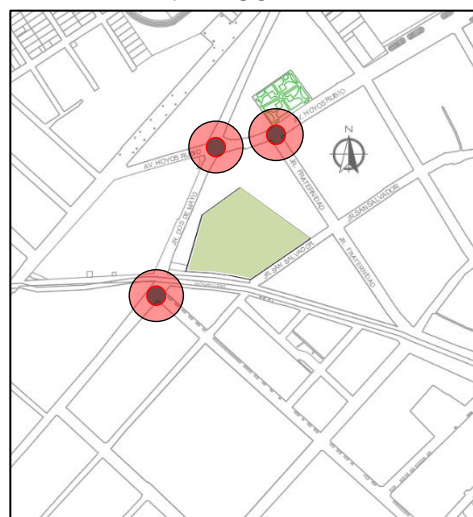 N
AV. HOYOS RUBIO
AV. HOYOS RUBIO
JR. FRATERNIDAD
JR. SAN SALVADOR
JR. DOS DE MAYO
JR. SAN SALVADOR
JR. FRATERNIDAD